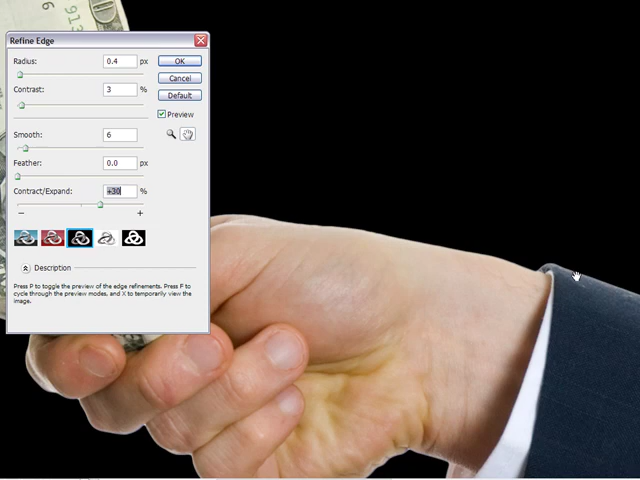 913
Refine Edge
Radius: 0.4 px
OK
Cancel
Contrast: 3 %
Default
Preview
Smooth: 6
Feather: 0.0 px
Contract/Expand: +30 %
− +
Description
Press P to toggle the preview of the edge refinements. Press F to
cycle through the preview modes, and X to temporarily view the
image.